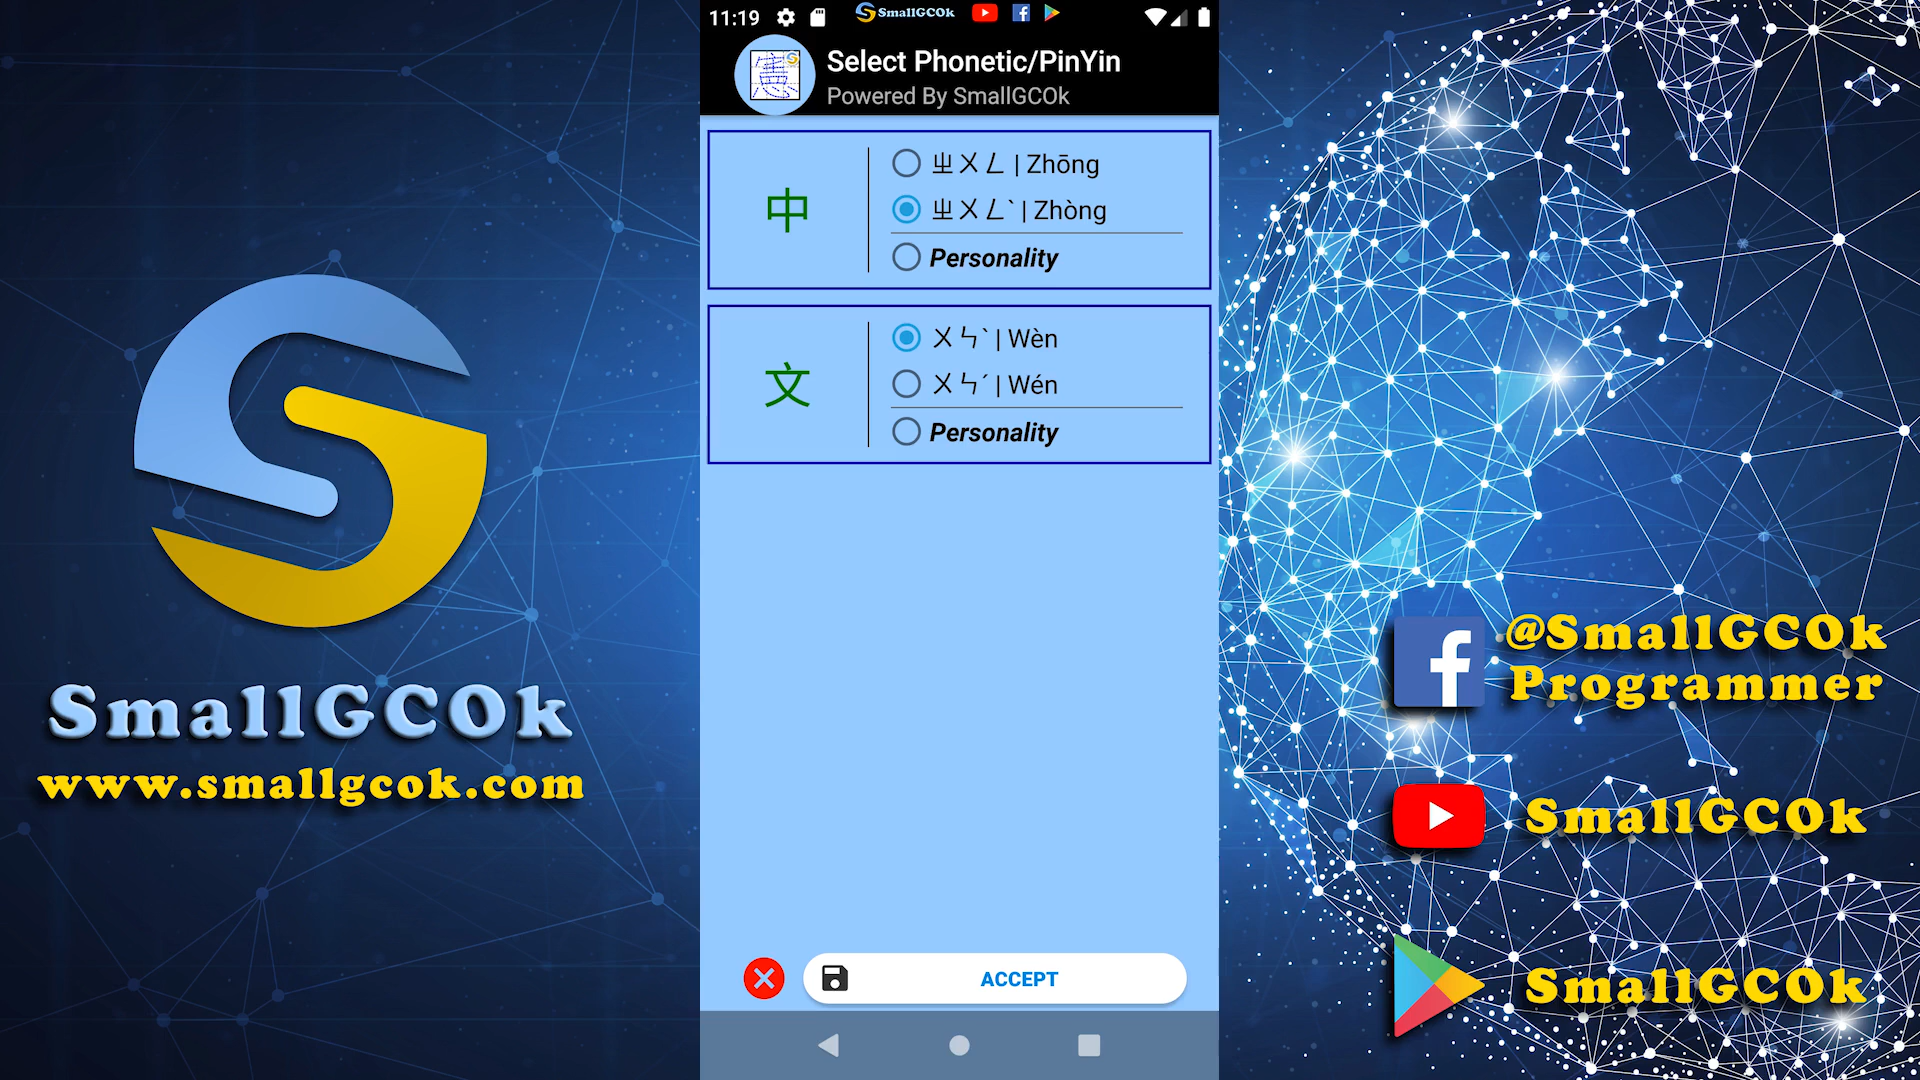 11:19
SmallGCOk
Select Phonetic/PinYin
Powered By SmallGCOk
中
ㄓㄨㄥ | Zhōng
ㄓㄨㄥˋ | Zhòng
Personality
文
ㄨㄣˋ | Wèn
ㄨㄣˊ | Wén
Personality
ACCEPT
SmallGCOk
www.smallgcok.com
@SmallGCOk
Programmer
SmallGCOk
SmallGCOk